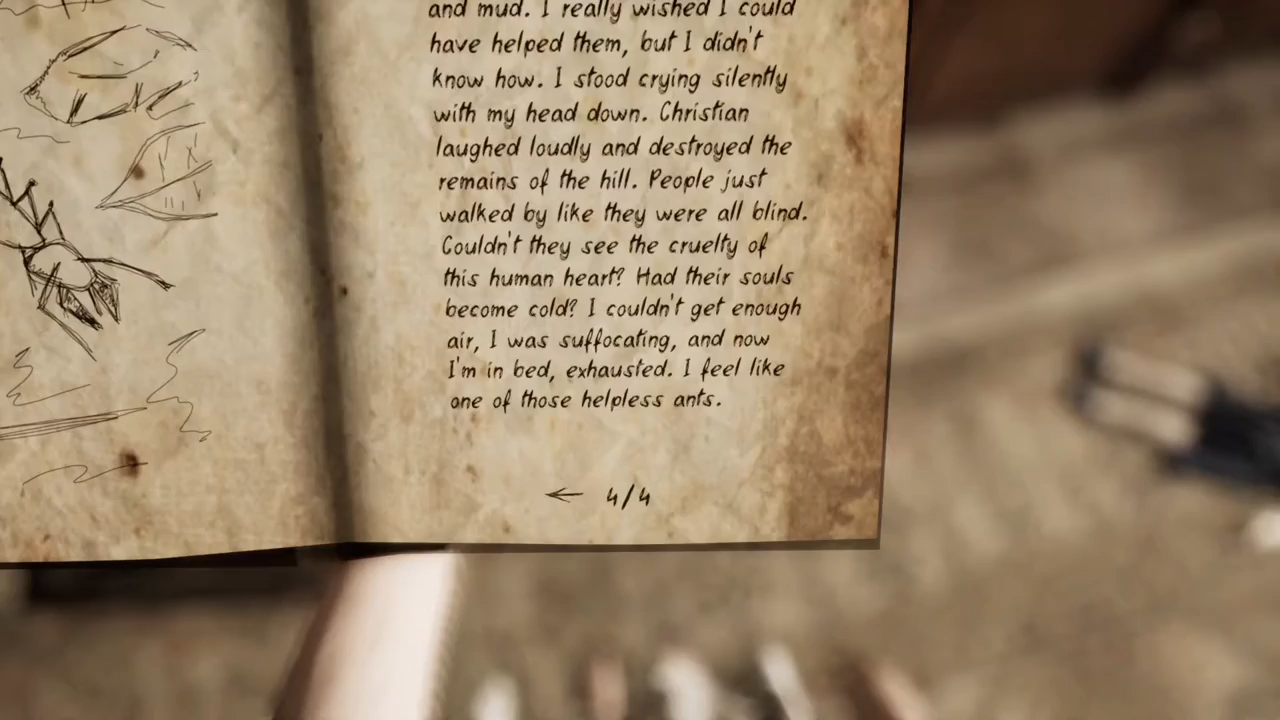 and mud. I really wished I could
have helped them, but I didn't
know how. I stood crying silently
with my head down. Christian
laughed loudly and destroyed the
remains of the hill. People just
walked by like they were all blind.
Couldn't they see the cruelty of
this human heart? Had their souls
become cold? I couldn't get enough
air, I was suffocating, and now
I'm in bed, exhausted. I feel like
one of those helpless ants.
← 4/4